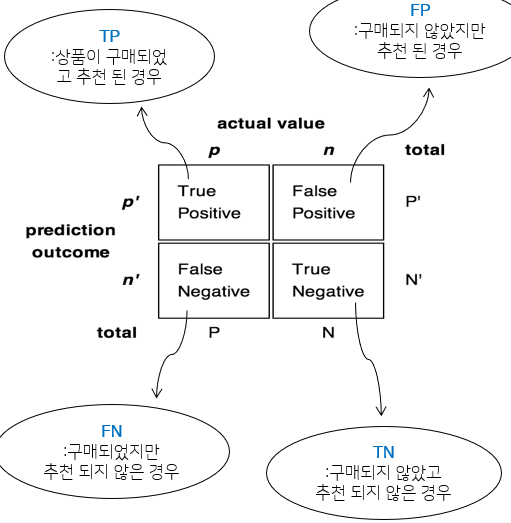 FP
:구매되지 않았지만
추천 된 경우
TP
:상품이 구매되었
고 추천 된 경우
actual value
p n total
True
Positive
False
Positive
p' P'
prediction
outcome
False
Negative
True
Negative
n' N'
total P N
FN
:구매되었지만
추천 되지 않은 경우
TN
:구매되지 않았고
추천 되지 않은 경우